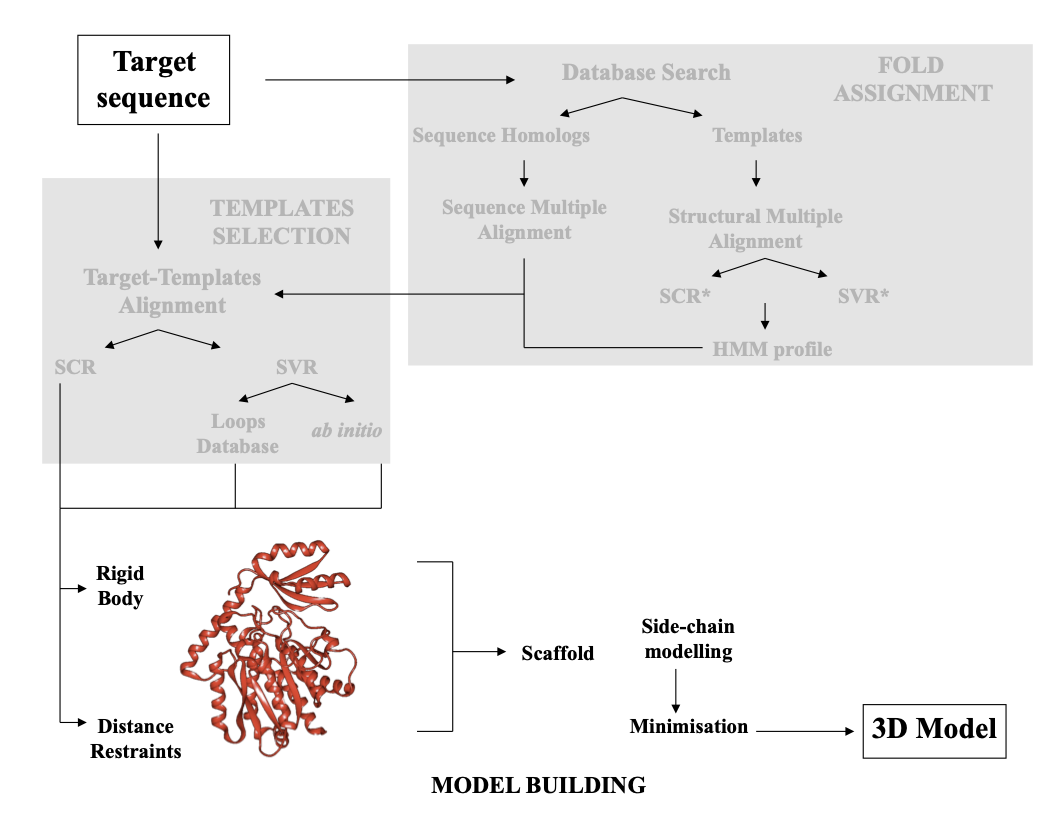 Target
sequence
Database Search
FOLD
ASSIGNMENT
Sequence Homologs
Templates
Sequence Multiple
Alignment
Structural Multiple
Alignment
SCR*
SVR*
HMM profile
TEMPLATES
SELECTION
Target-Templates
Alignment
SCR
SVR
Loops
Database
ab initio
Rigid
Body
Distance
Restraints
Scaffold
Side-chain
modelling
Minimisation
3D Model
MODEL BUILDING